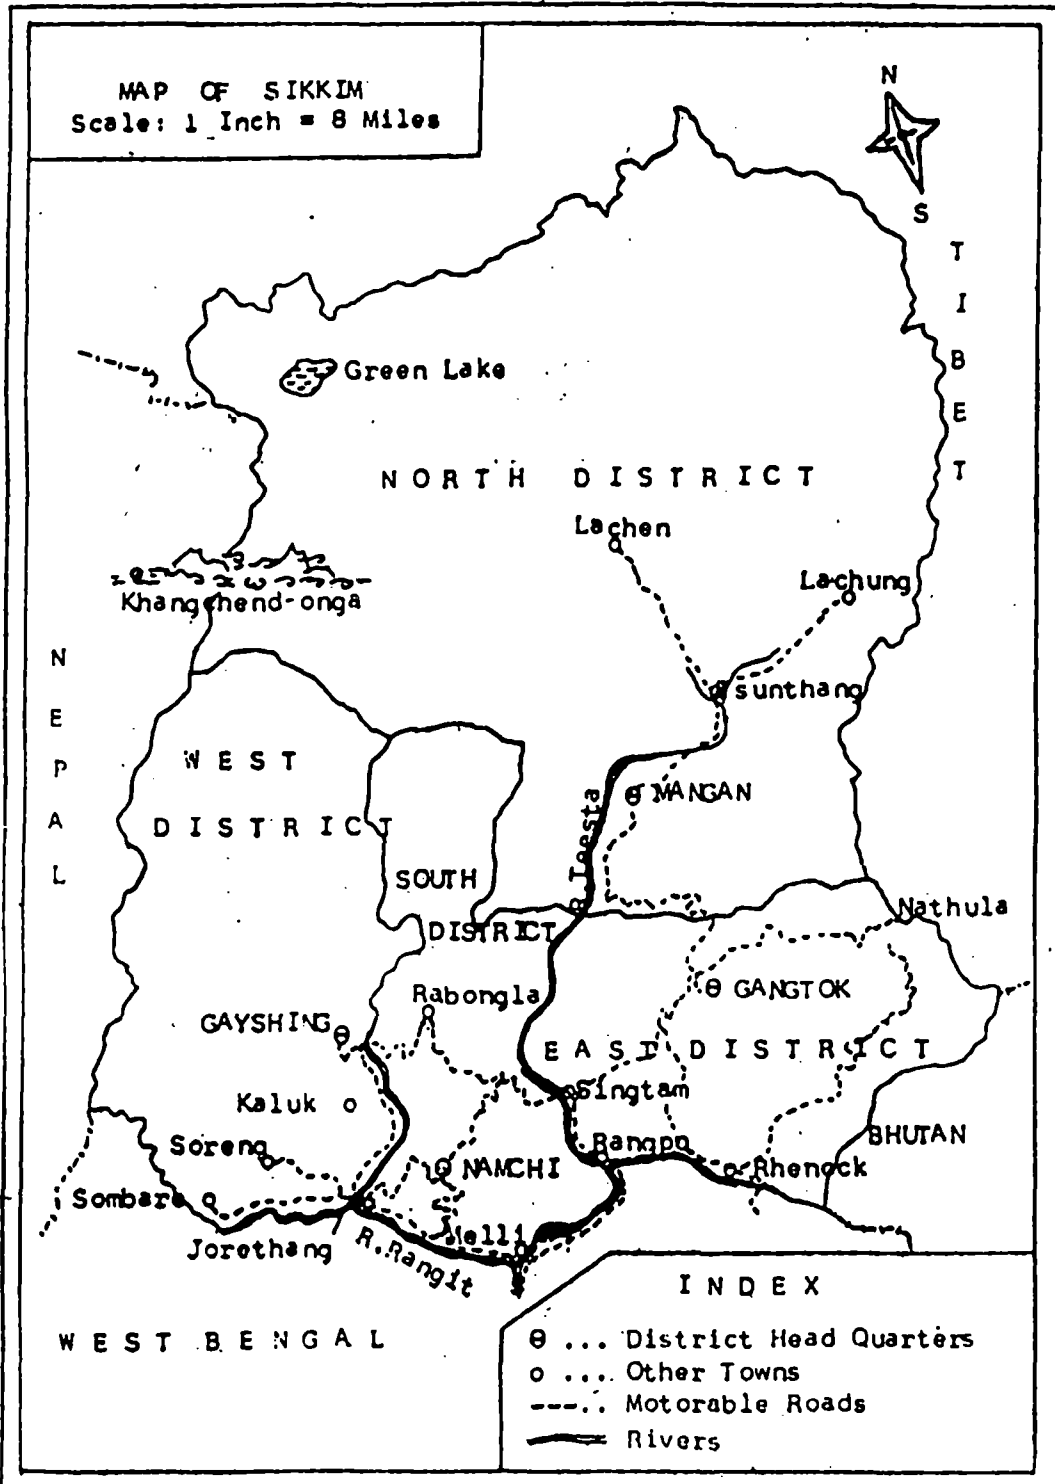 MAP OF SIKKIM
Scale: 1 Inch = 8 Miles
N
S
TIBET
Green Lake
NORTH DISTRICT
Lachen
Lachung
Khangchend-onga
NEPAL
Tsunthang
WEST
DISTRICT
MANGAN
R.Teesta
SOUTH
DISTRICT
Nathula
GANGTOK
Rabongla
GAYSHING
EAST DISTRICT
Singtam
Kaluk
BHUTAN
Soreng
Rangpo
NAMCHI
Rhenock
Sombare
Jorethang
R.Rangit
Melli
WEST BENGAL
INDEX
... District Head Quarters
.... Other Towns
---.. Motorable Roads
Rivers